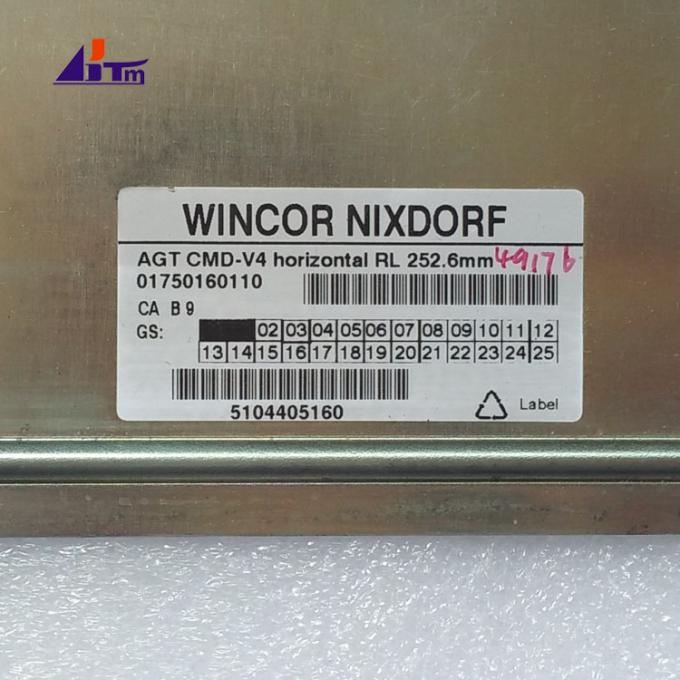 ATm
WINCOR NIXDORF
AGT CMD-V4 horizontal RL 252.6mm 49176
01750160110
CA B9
GS: 02 03 04 05 06 07 08 09 10 11 12
13 14 15 16 17 18 19 20 21 22 23 24 25
5104405160
Label